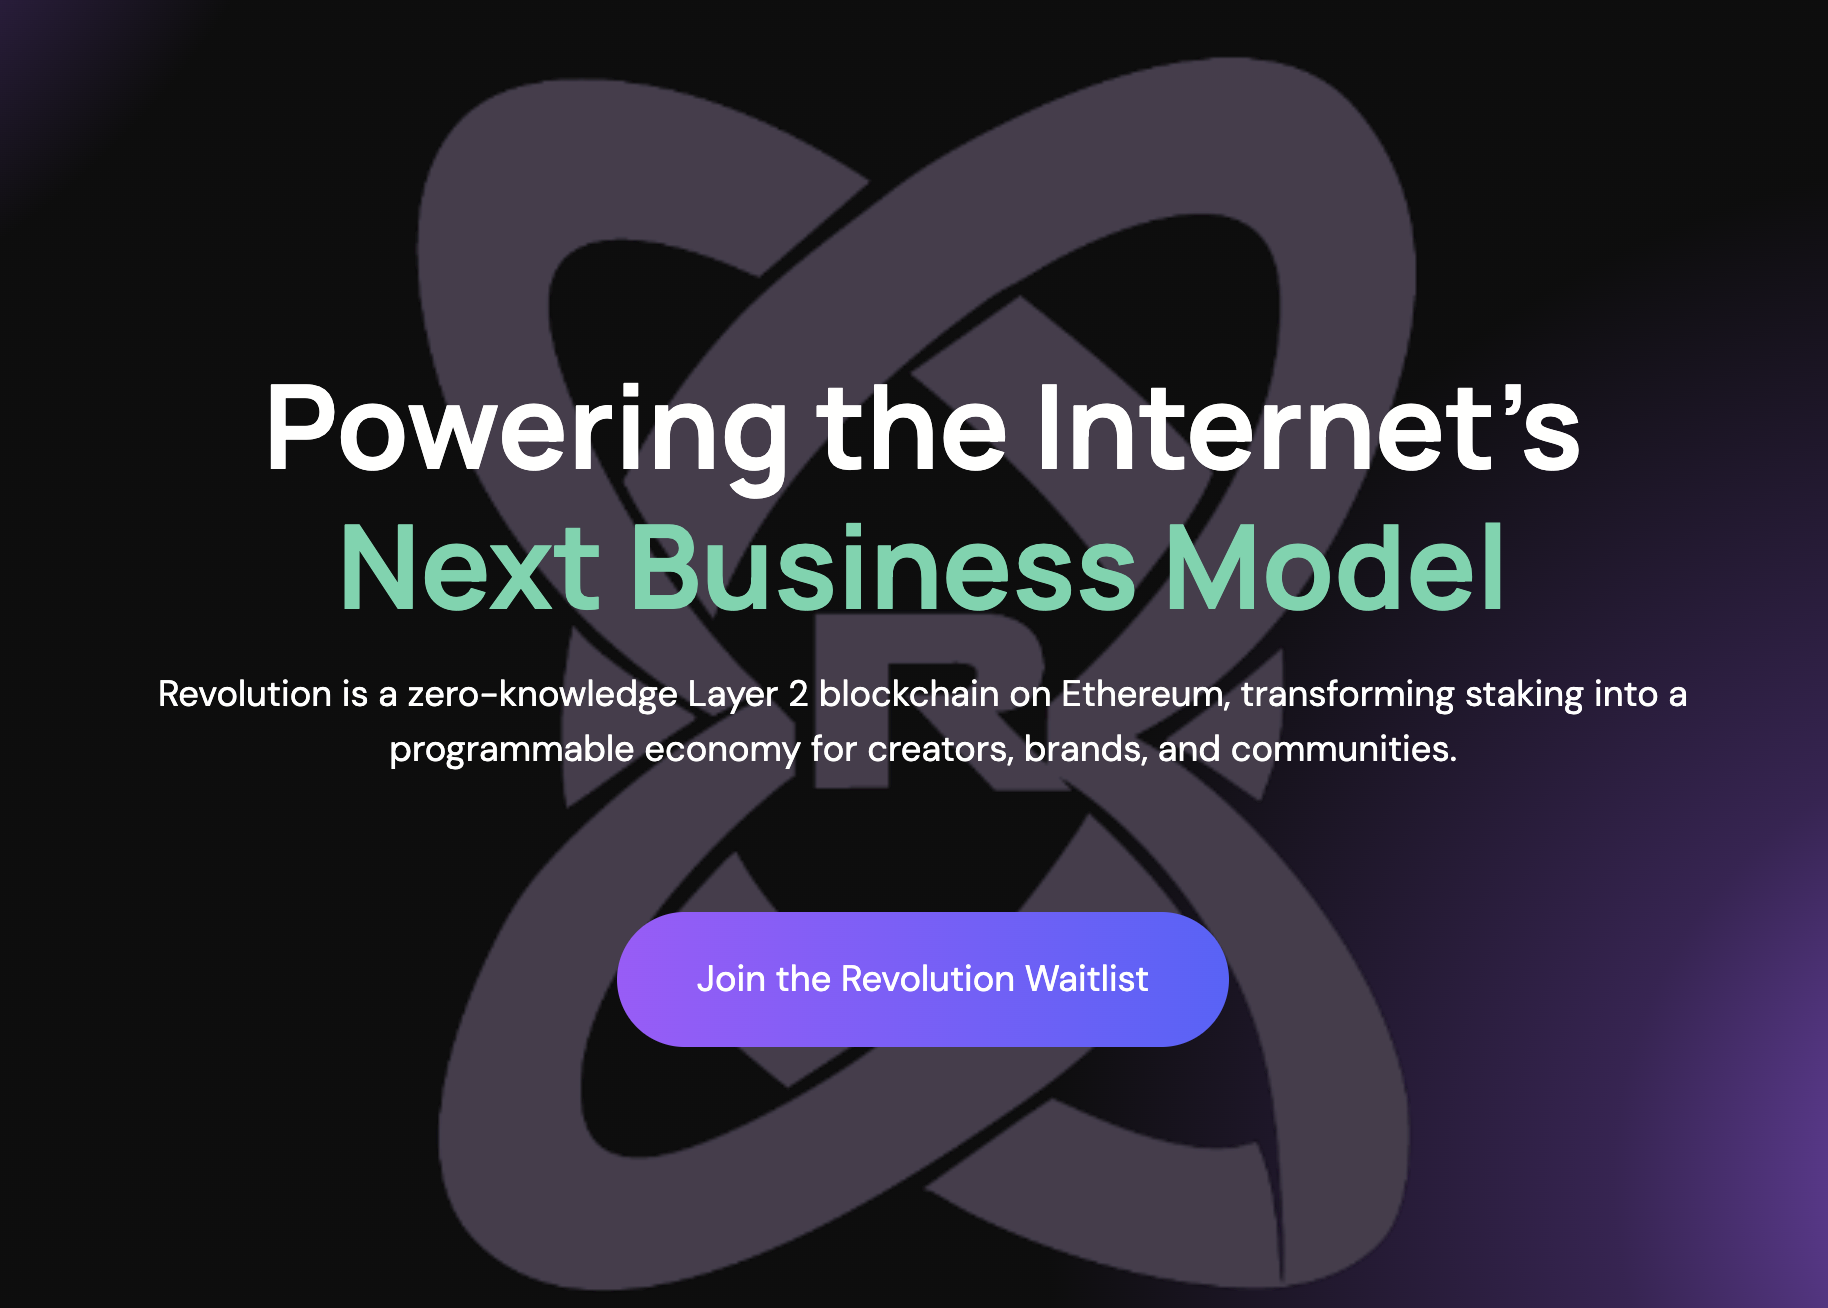 Powering the Internet’s
Next Business Model
R
Revolution is a zero-knowledge Layer 2 blockchain on Ethereum, transforming staking into a
programmable economy for creators, brands, and communities.
Join the Revolution Waitlist